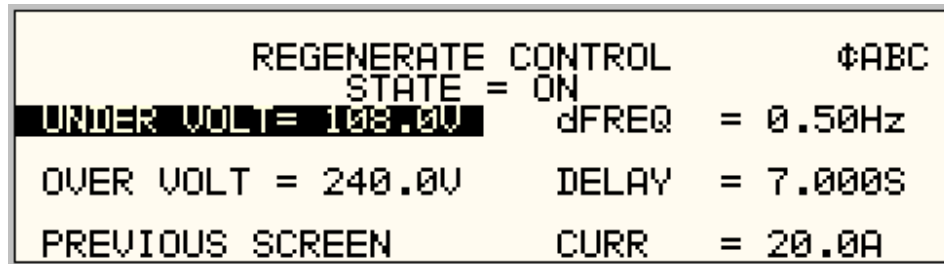 REGENERATE CONTROL ΦABC
STATE = ON
UNDER VOLT= 108.0V dFREQ = 0.50Hz
OVER VOLT = 240.0V DELAY = 7.000S
PREVIOUS SCREEN CURR = 20.0A